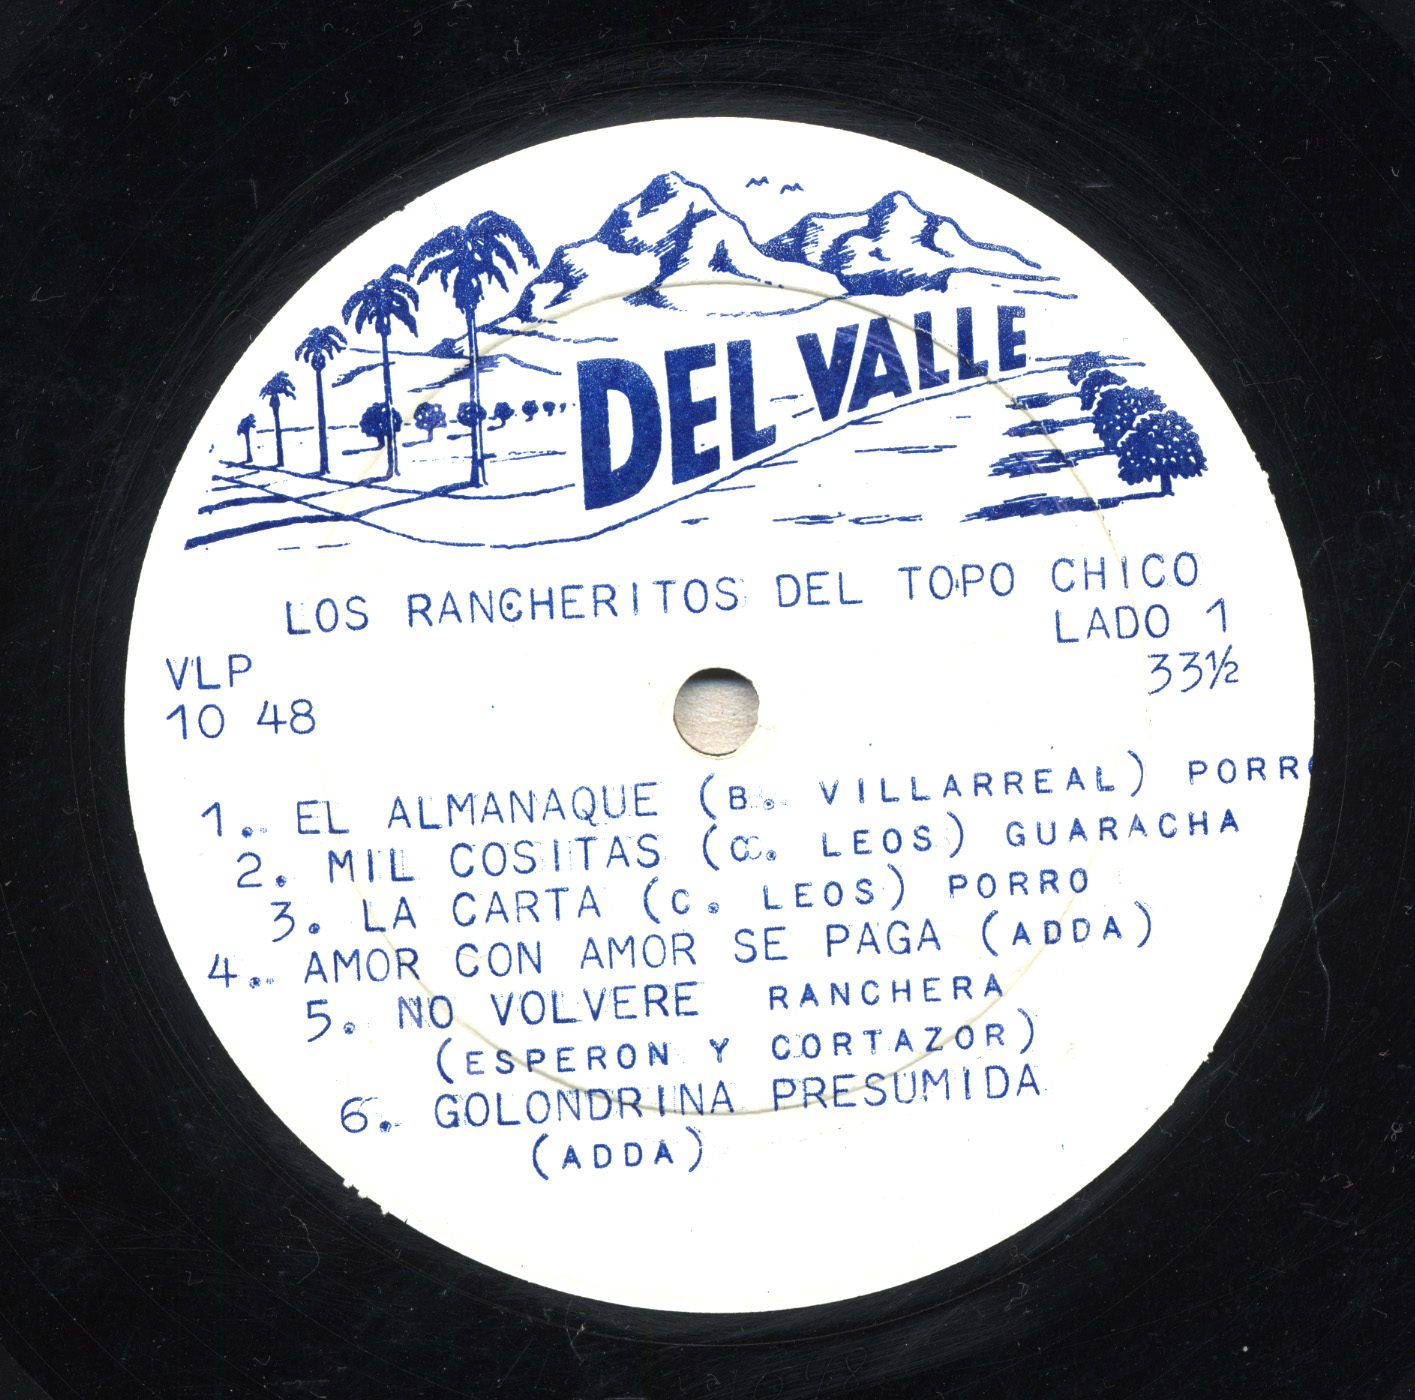 DEL VALLE
LOS RANCHERITOS DEL TOPO CHICO
LADO 1
VLP
33½
10 48
1. EL ALMANAQUE (B. VILLARREAL) PORRO
2. MIL COSITAS (C. LEOS) GUARACHA
3. LA CARTA (C. LEOS) PORRO
4. AMOR CON AMOR SE PAGA (ADDA)
5. NO VOLVERE RANCHERA
(ESPERON Y CORTAZOR)
6. GOLONDRINA PRESUMIDA
(ADDA)